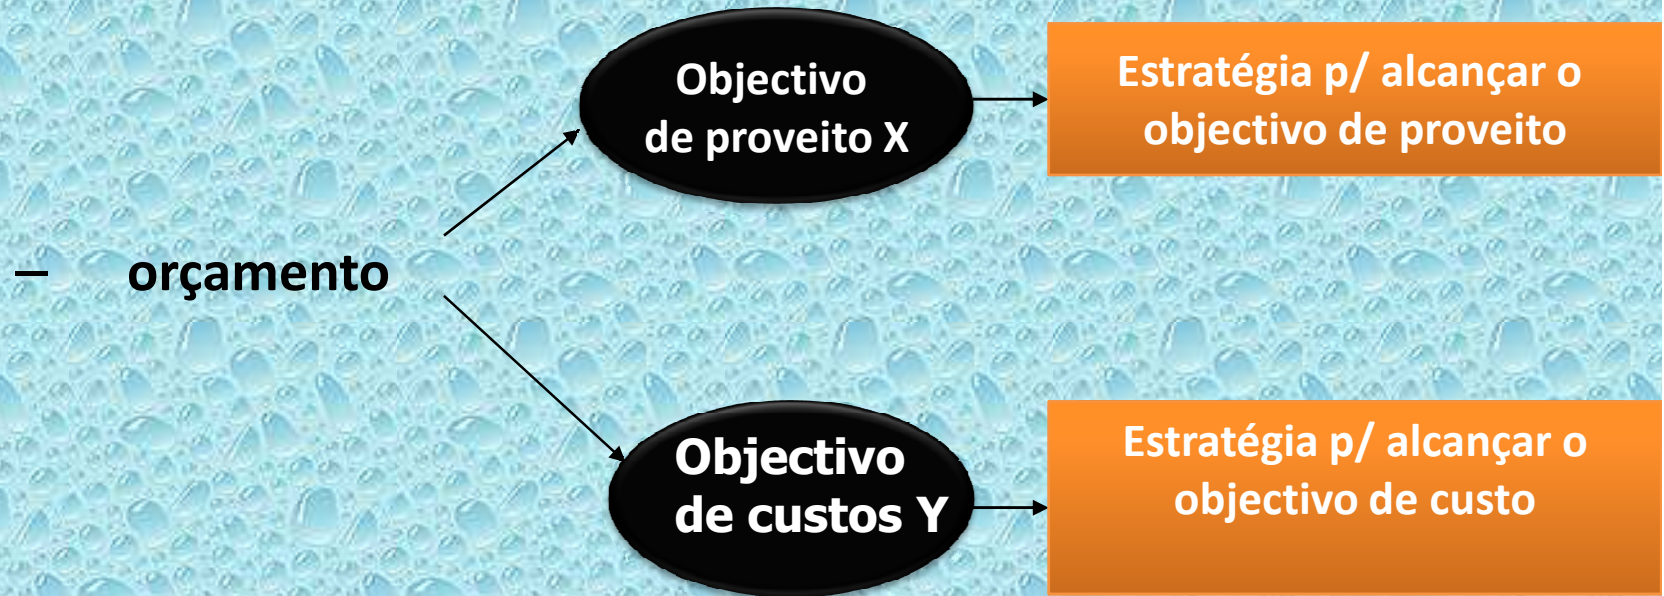 Objectivo
de proveito X
Estratégia p/ alcançar o
objectivo de proveito
– orçamento
Objectivo
de custos Y
Estratégia p/ alcançar o
objectivo de custo